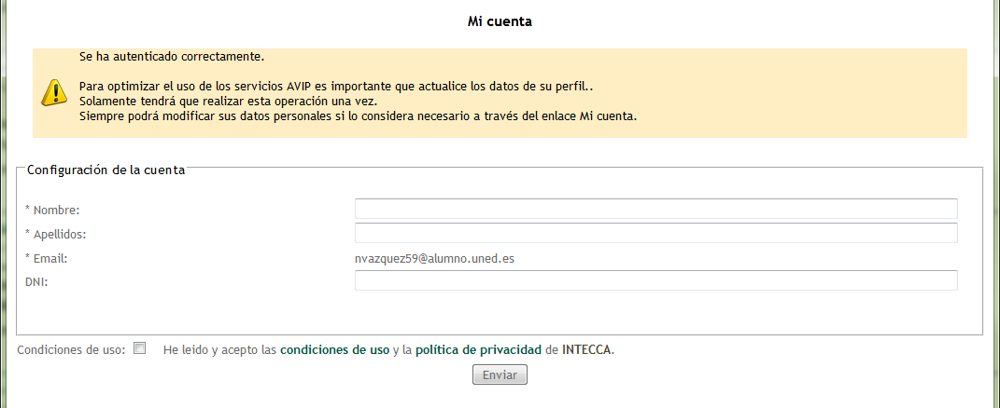 Mi cuenta
Se ha autenticado correctamente.
Para optimizar el uso de los servicios AVIP es importante que actualice los datos de su perfil..
Solamente tendrá que realizar esta operación una vez.
Siempre podrá modificar sus datos personales si lo considera necesario a través del enlace Mi cuenta.
Configuración de la cuenta
* Nombre:
* Apellidos:
* Email: nvazquez59@alumno.uned.es
DNI:
Condiciones de uso: He leido y acepto las condiciones de uso y la política de privacidad de INTECCA.
Enviar